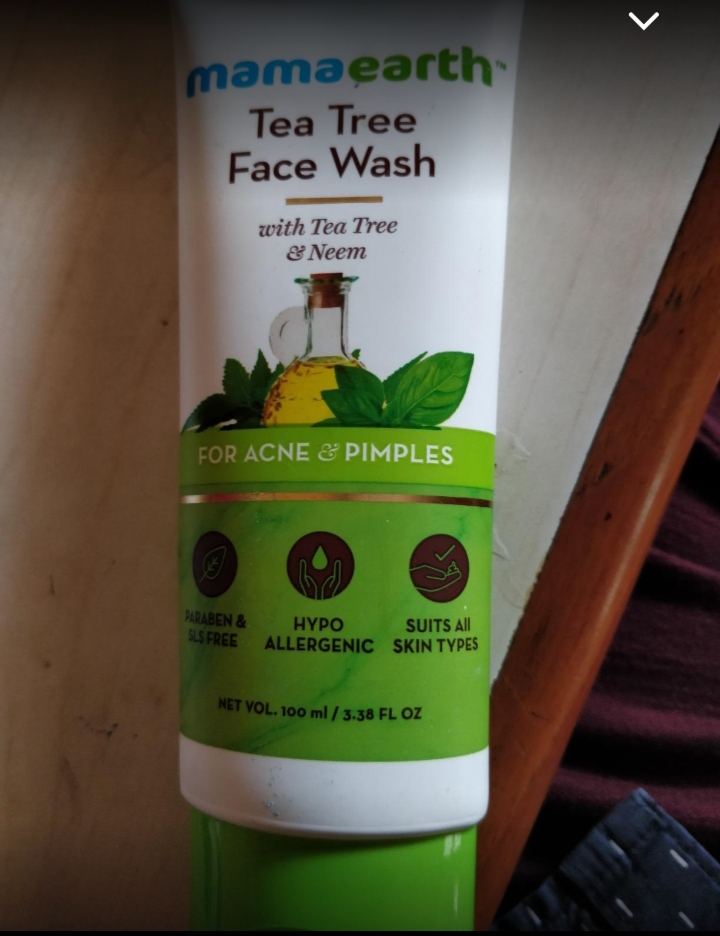 mamaearth™
Tea Tree
Face Wash
with Tea Tree
& Neem
FOR ACNE & PIMPLES
PARABEN &
SLS FREE
HYPO
ALLERGENIC
SUITS All
SKIN TYPES
NET VOL. 100 ml / 3.38 FL OZ